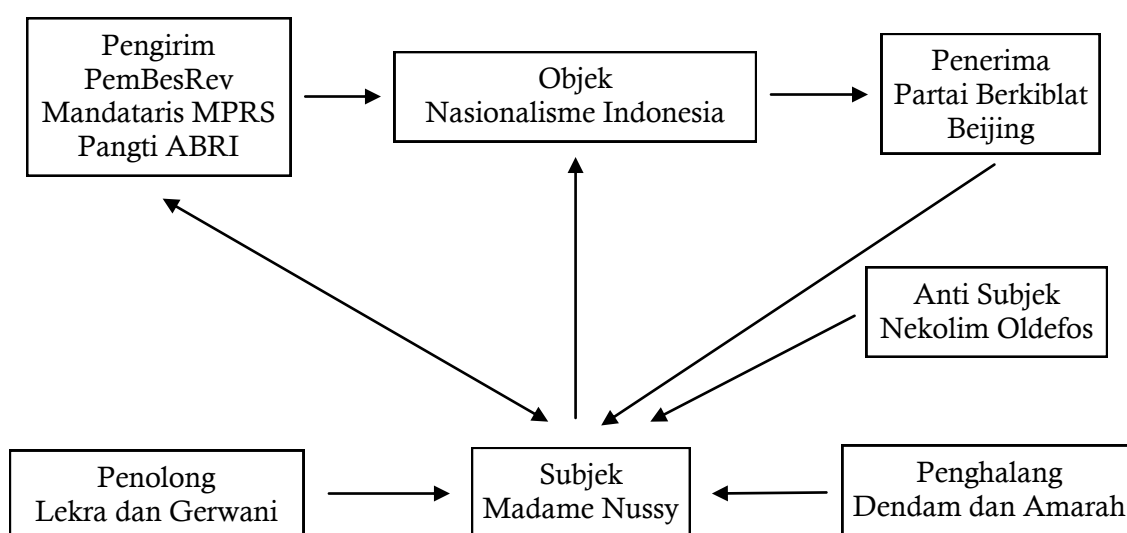 Pengirim
PemBesRev
Mandataris MPRS
Pangti ABRI
Objek
Nasionalisme Indonesia
Penerima
Partai Berkiblat
Beijing
Anti Subjek
Nekolim Oldefos
Penolong
Lekra dan Gerwani
Subjek
Madame Nussy
Penghalang
Dendam dan Amarah